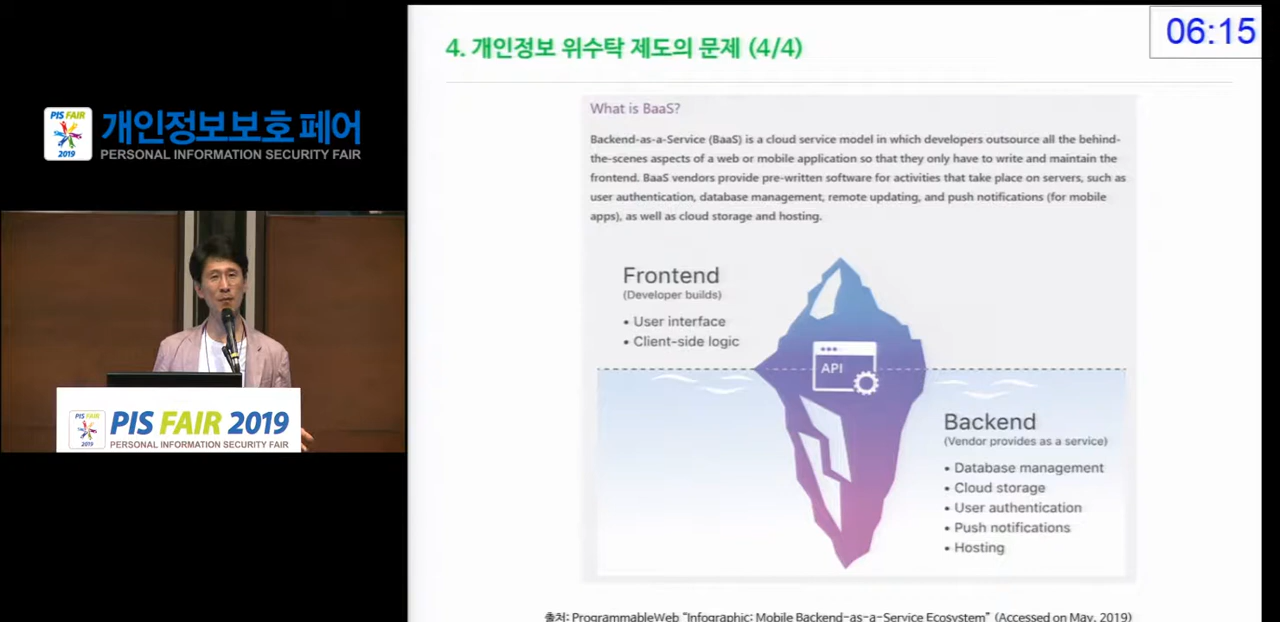 4. 개인정보 위수탁 제도의 문제 (4/4)
06:15
PIS FAIR
2019
개인정보보호 페어
PERSONAL INFORMATION SECURITY FAIR
What is BaaS?
Backend-as-a-Service (BaaS) is a cloud service model in which developers outsource all the behind-
the-scenes aspects of a web or mobile application so that they only have to write and maintain the
frontend. BaaS vendors provide pre-written software for activities that take place on servers, such as
user authentication, database management, remote updating, and push notifications (for mobile
apps), as well as cloud storage and hosting.
Frontend
(Developer builds)
• User interface
• Client-side logic
API
Backend
(Vendor provides as a service)
• Database management
• Cloud storage
• User authentication
• Push notifications
• Hosting
PIS FAIR
2019
PIS FAIR 2019
PERSONAL INFORMATION SECURITY FAIR
출처: ProgrammableWeb "Infographic: Mobile Backend-as-a-Service Ecosystem" (Accessed on May, 2019)